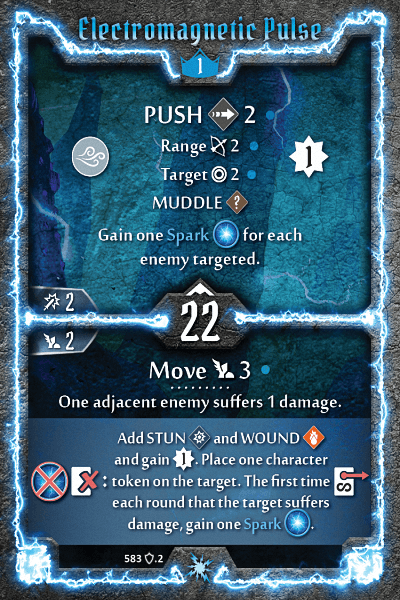 Electromagnetic Pulse
1
PUSH 2
Range 2
Target 2
1
MUDDLE ?
Gain one Spark for each
enemy targeted.
2
22
2
Move 3
One adjacent enemy suffers 1 damage.
Add STUN and WOUND
and gain 1. Place one character
: token on the target. The first time
each round that the target suffers
damage, gain one Spark.
S
583 .2